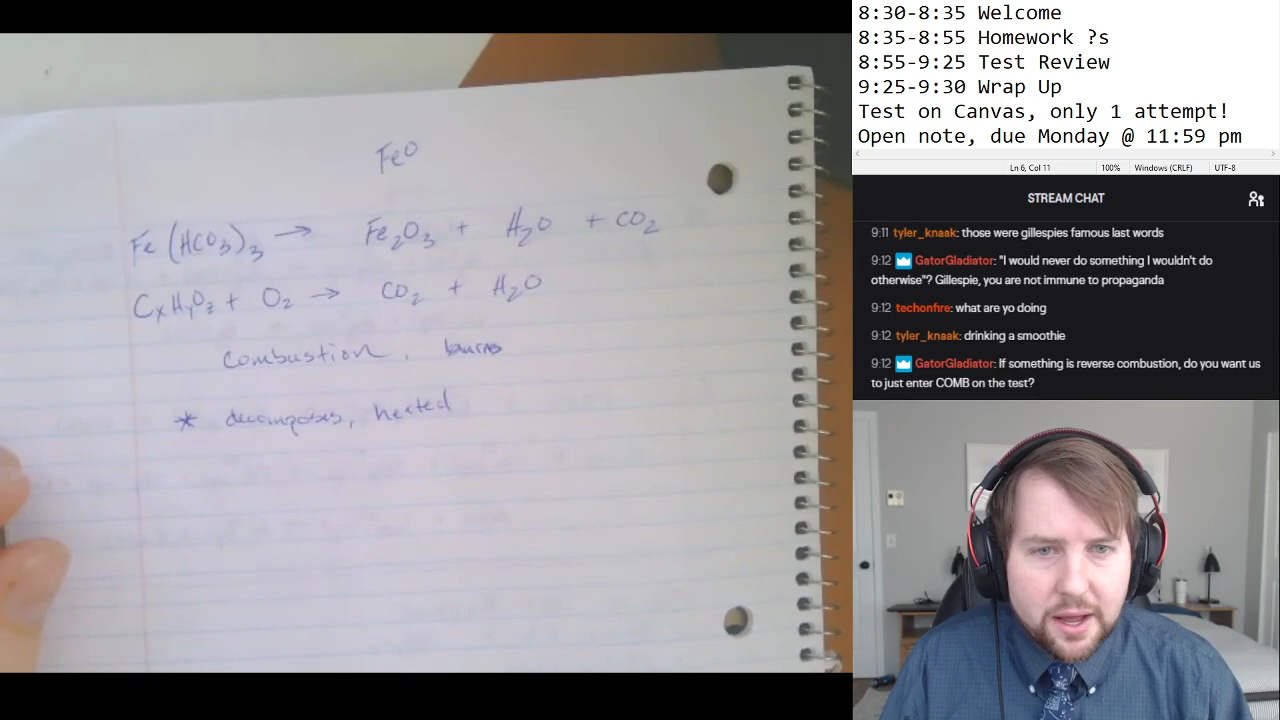 FeO
Fe(HCO3)3 → Fe2O3 + H2O + CO2
CxHyOz + O2 → CO2 + H2O
combustion, burns
* decomposes, heated
8:30-8:35 Welcome
8:35-8:55 Homework ?s
8:55-9:25 Test Review
9:25-9:30 Wrap Up
Test on Canvas, only 1 attempt!
Open note, due Monday @ 11:59 pm
Ln 6, Col 11 100% Windows (CRLF) UTF-8
STREAM CHAT
9:11 tyler_knaak: those were gillespies famous last words
9:12 GatorGladiator: "I would never do something I wouldn't do
otherwise"? Gillespie, you are not immune to propaganda
9:12 techonfire: what are yo doing
9:12 tyler_knaak: drinking a smoothie
9:12 GatorGladiator: If something is reverse combustion, do you want us
to just enter COMB on the test?